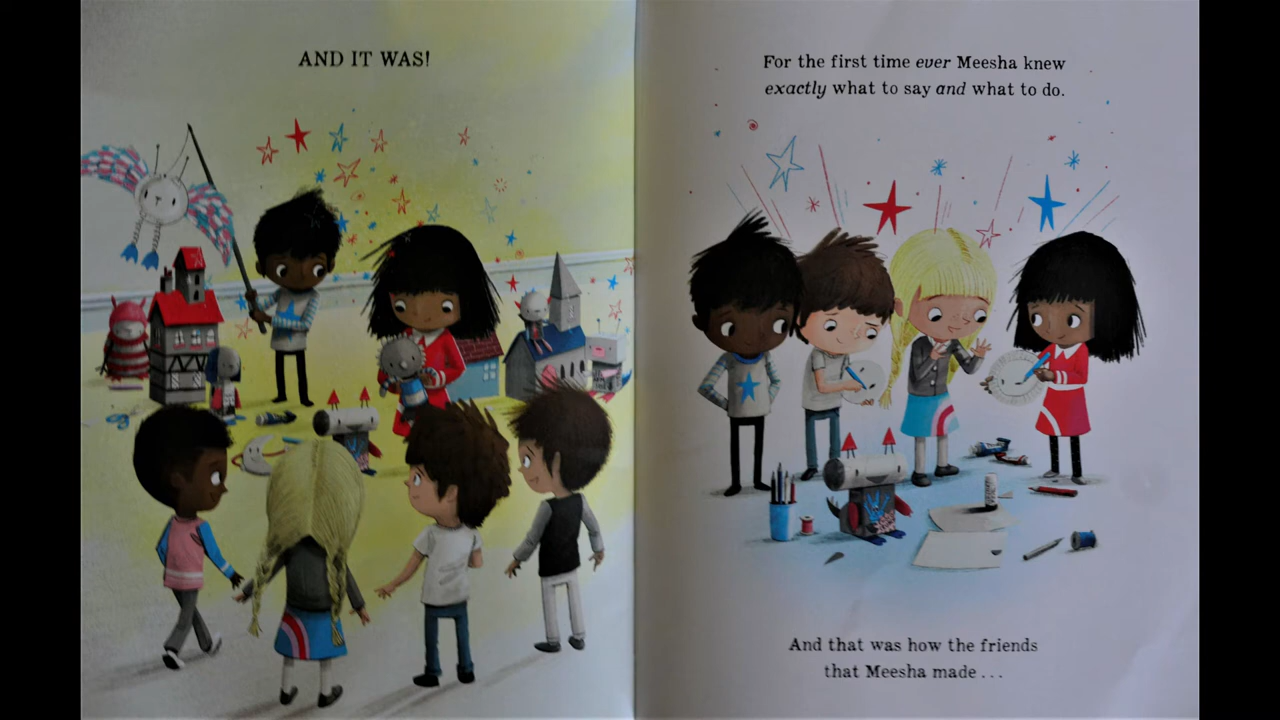 AND IT WAS!
For the first time ever Meesha knew
exactly what to say and what to do.
And that was how the friends
that Meesha made . . .